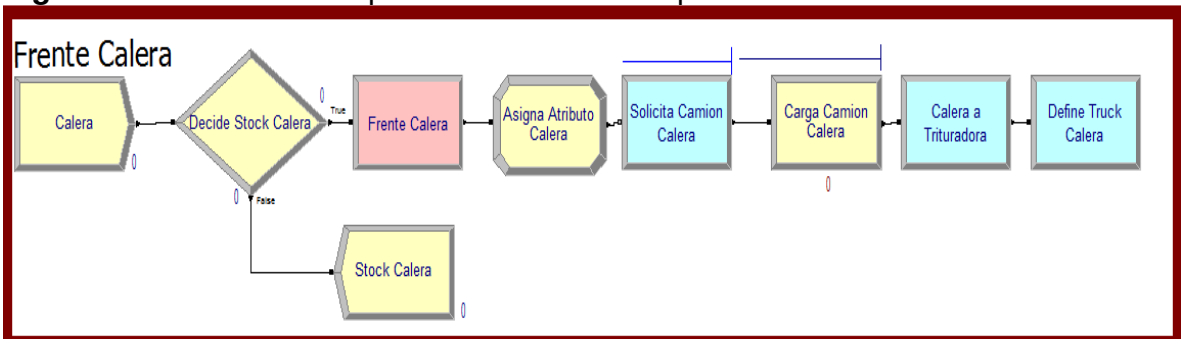 Frente Calera
Calera
0
Decide Stock Calera
0
True
0
False
Frente Calera
Asigna Atributo
Calera
Solicita Camion
Calera
Carga Camion
Calera
0
Calera a
Trituradora
Define Truck
Calera
Stock Calera
0